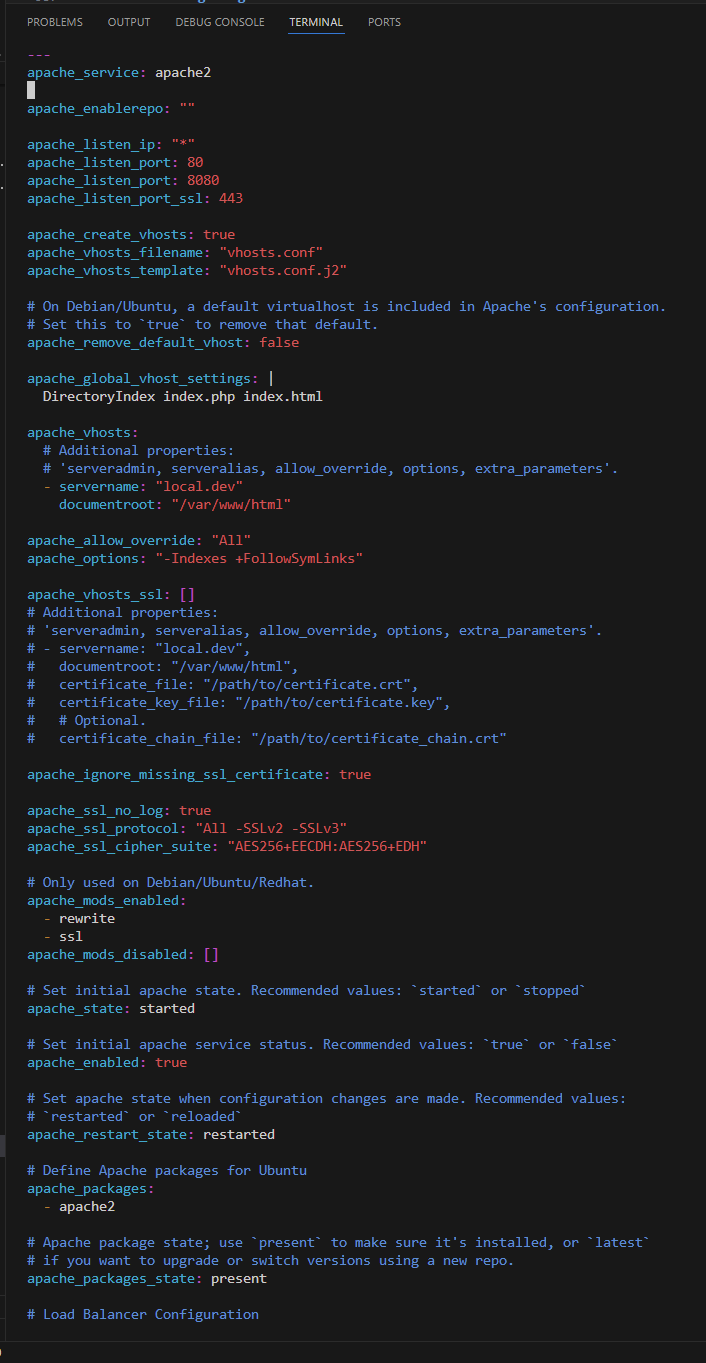 PROBLEMS OUTPUT DEBUG CONSOLE TERMINAL PORTS
---
apache_service: apache2

apache_enablerepo: ""

apache_listen_ip: "*"
apache_listen_port: 80
apache_listen_port: 8080
apache_listen_port_ssl: 443

apache_create_vhosts: true
apache_vhosts_filename: "vhosts.conf"
apache_vhosts_template: "vhosts.conf.j2"

# On Debian/Ubuntu, a default virtualhost is included in Apache's configuration.
# Set this to `true` to remove that default.
apache_remove_default_vhost: false

apache_global_vhost_settings: |
  DirectoryIndex index.php index.html

apache_vhosts:
  # Additional properties:
  # 'serveradmin, serveralias, allow_override, options, extra_parameters'.
  - servername: "local.dev"
    documentroot: "/var/www/html"

apache_allow_override: "All"
apache_options: "-Indexes +FollowSymLinks"

apache_vhosts_ssl: []
# Additional properties:
# 'serveradmin, serveralias, allow_override, options, extra_parameters'.
# - servername: "local.dev",
#   documentroot: "/var/www/html",
#   certificate_file: "/path/to/certificate.crt",
#   certificate_key_file: "/path/to/certificate.key",
#   # Optional.
#   certificate_chain_file: "/path/to/certificate_chain.crt"

apache_ignore_missing_ssl_certificate: true

apache_ssl_no_log: true
apache_ssl_protocol: "All -SSLv2 -SSLv3"
apache_ssl_cipher_suite: "AES256+EECDH:AES256+EDH"

# Only used on Debian/Ubuntu/Redhat.
apache_mods_enabled:
  - rewrite
  - ssl
apache_mods_disabled: []

# Set initial apache state. Recommended values: `started` or `stopped`
apache_state: started

# Set initial apache service status. Recommended values: `true` or `false`
apache_enabled: true

# Set apache state when configuration changes are made. Recommended values:
# `restarted` or `reloaded`
apache_restart_state: restarted

# Define Apache packages for Ubuntu
apache_packages:
  - apache2

# Apache package state; use `present` to make sure it's installed, or `latest`
# if you want to upgrade or switch versions using a new repo.
apache_packages_state: present

# Load Balancer Configuration